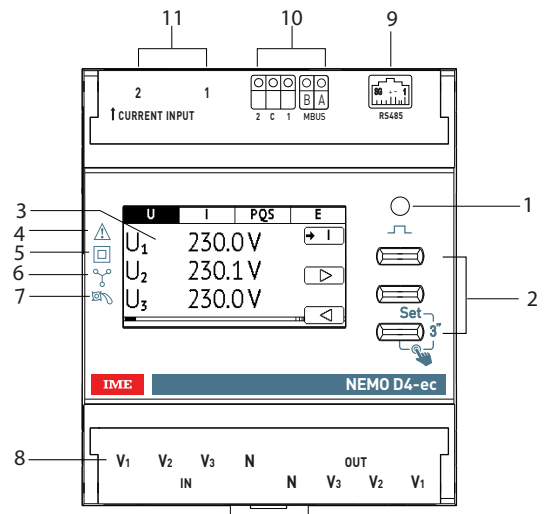 11 10 9
2 1
CURRENT INPUT
B A
2 C 1 MBUS
SG + - 1
RS485
U I PQS E
3
4
5
6
7
U₁ 230.0 V I
U₂ 230.1 V
U₃ 230.0 V
1
2
Set
3"
IME NEMO D4-ec
8
V₁ V₂ V₃ N OUT
IN N V₃ V₂ V₁